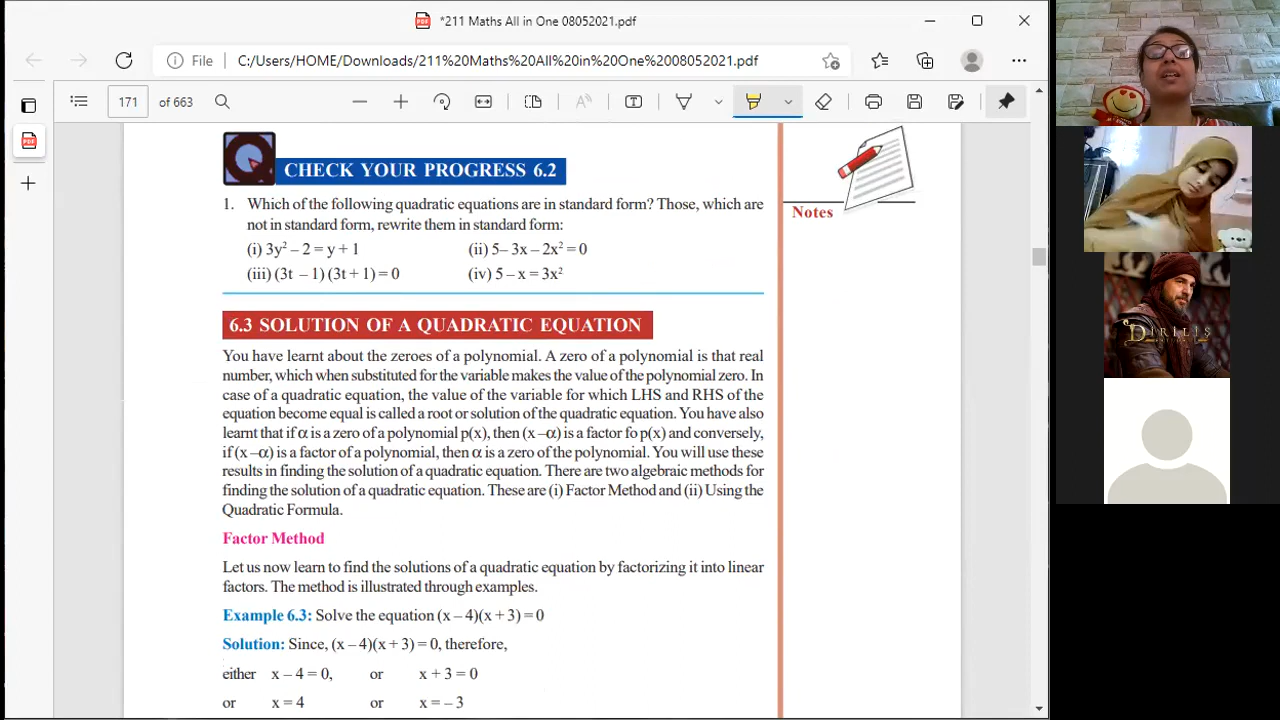 *211 Maths All in One 08052021.pdf
File C:/Users/HOME/Downloads/211%20Maths%20All%20in%20One%2008052021.pdf
171 of 663
CHECK YOUR PROGRESS 6.2
1. Which of the following quadratic equations are in standard form? Those, which are
not in standard form, rewrite them in standard form:
(i) 3y² – 2 = y + 1 (ii) 5– 3x – 2x² = 0
(iii) (3t – 1) (3t + 1) = 0 (iv) 5 – x = 3x²
Notes
6.3 SOLUTION OF A QUADRATIC EQUATION
You have learnt about the zeroes of a polynomial. A zero of a polynomial is that real
number, which when substituted for the variable makes the value of the polynomial zero. In
case of a quadratic equation, the value of the variable for which LHS and RHS of the
equation become equal is called a root or solution of the quadratic equation. You have also
learnt that if α is a zero of a polynomial p(x), then (x –α) is a factor fo p(x) and conversely,
if (x –α) is a factor of a polynomial, then α is a zero of the polynomial. You will use these
results in finding the solution of a quadratic equation. There are two algebraic methods for
finding the solution of a quadratic equation. These are (i) Factor Method and (ii) Using the
Quadratic Formula.
Factor Method
Let us now learn to find the solutions of a quadratic equation by factorizing it into linear
factors. The method is illustrated through examples.
Example 6.3: Solve the equation (x – 4)(x + 3) = 0
Solution: Since, (x – 4)(x + 3) = 0, therefore,
either x – 4 = 0, or x + 3 = 0
or x = 4 or x = – 3
DİRİLİŞ